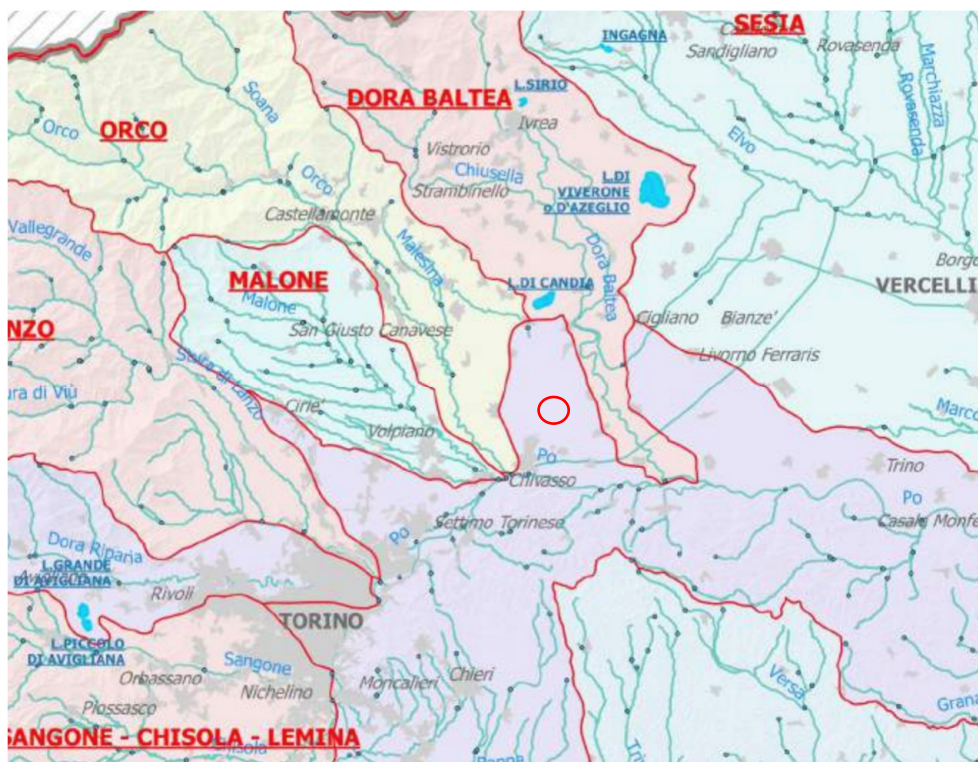 SESIA
INGAGNA
Sandigliano
Rovasenda
Marchiazza
Rovasenda
Soana
DORA BALTEA
L.SIRIO
Ivrea
ORCO
Orco
Vistrorio
Elvo
Chiusella
L.DI
VIVERONE
o D'AZEGLIO
Orco
Strambinello
Castellamonte
Vallegrande
Malesina
Dora Baltea
Borgo
MALONE
L.DI CANDIA
VERCELLI
Malone
Cigliano
Bianze'
NZO
San Giusto Canavese
Livorno Ferraris
Stura di Lanzo
ura di Viù
Cirie'
Marco
Volpiano
Po
Trino
Chivasso
Po
Settimo Torinese
Casale Monfe
Po
Dora Riparia
L.GRANDE
DI AVIGLIANA
Rivoli
TORINO
L.PICCOLO
DI AVIGLIANA
Sangone
Orbassano
Nichelino
Moncalieri
Chieri
Versa
Piossasco
Grana
SANGONE - CHISOLA - LEMINA